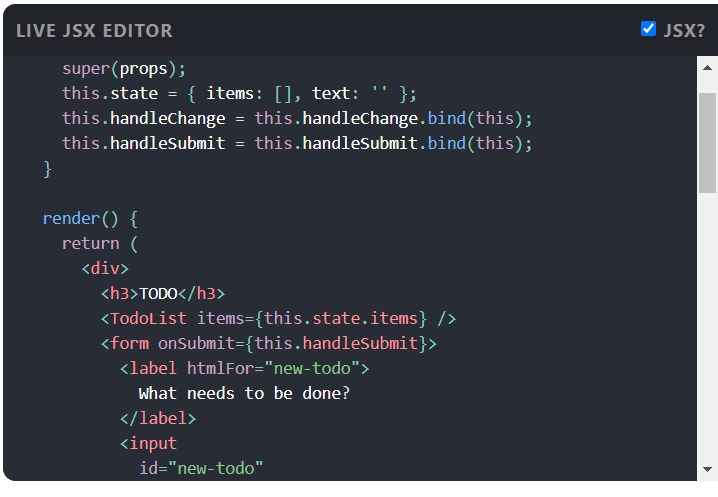 LIVE JSX EDITOR JSX?
    super(props);
    this.state = { items: [], text: '' };
    this.handleChange = this.handleChange.bind(this);
    this.handleSubmit = this.handleSubmit.bind(this);
  }

  render() {
    return (
      <div>
        <h3>TODO</h3>
        <TodoList items={this.state.items} />
        <form onSubmit={this.handleSubmit}>
          <label htmlFor="new-todo">
            What needs to be done?
          </label>
          <input
            id="new-todo"